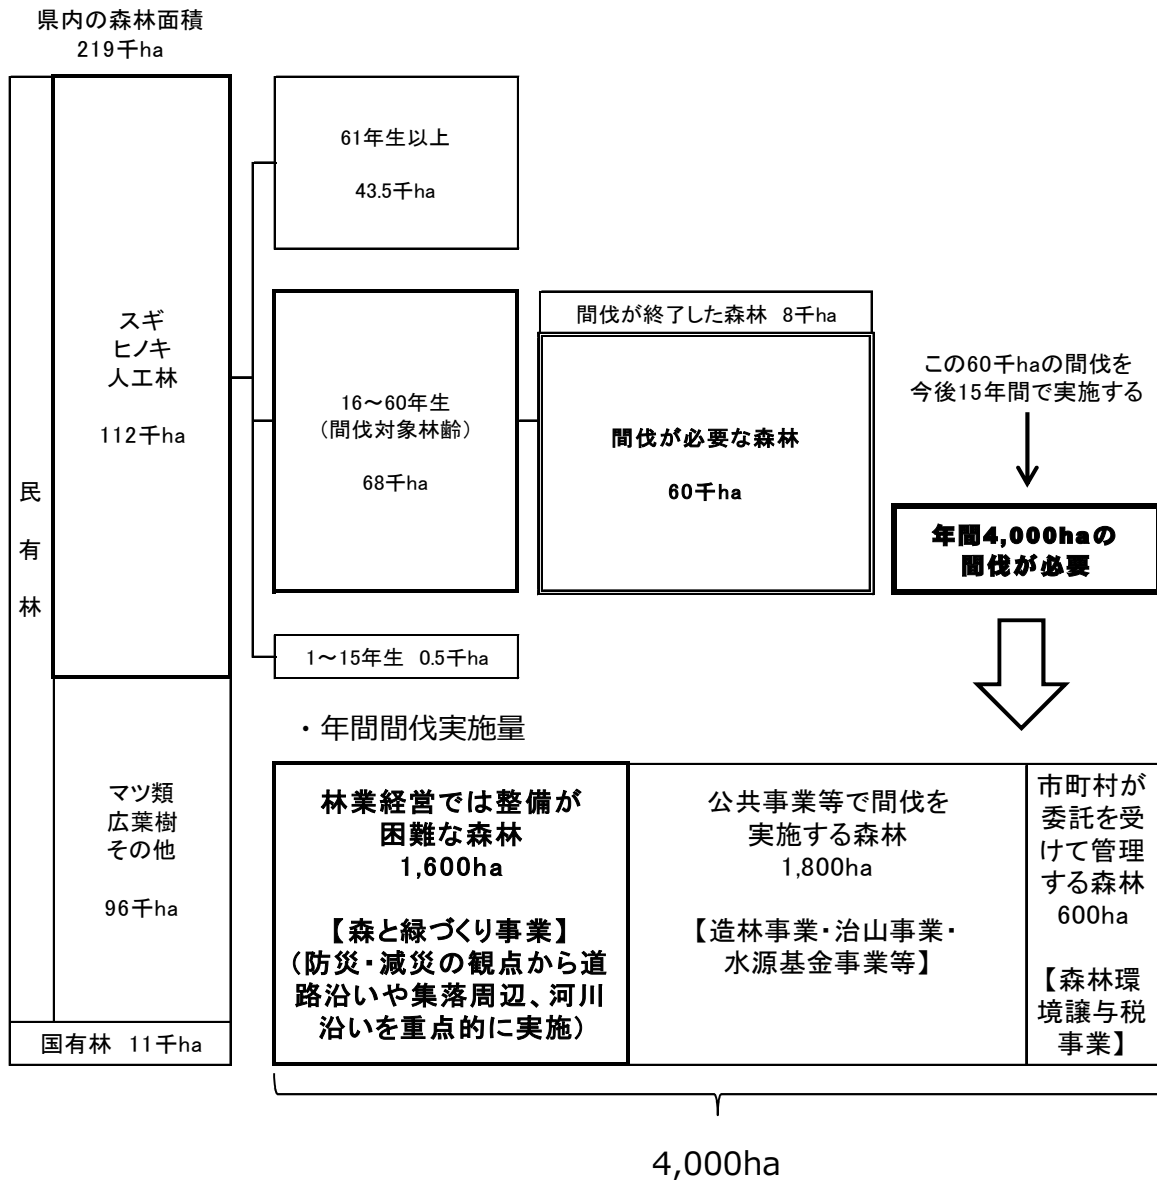 県内の森林面積
219千ha
民
有
林
スギ
ヒノキ
人工林
112千ha
マツ類
広葉樹
その他
96千ha
国有林 11千ha
61年生以上
43.5千ha
16～60年生
（間伐対象林齢）
68千ha
1～15年生 0.5千ha
間伐が終了した森林 8千ha
間伐が必要な森林
60千ha
この60千haの間伐を
今後15年間で実施する
年間4,000haの
間伐が必要
・年間間伐実施量
林業経営では整備が
困難な森林
1,600ha
【森と緑づくり事業】
（防災・減災の観点から道
路沿いや集落周辺、河川
沿いを重点的に実施）
公共事業等で間伐を
実施する森林
1,800ha
【造林事業・治山事業・
水源基金事業等】
市町村が
委託を受
けて管理
する森林
600ha
【森林環
境譲与税
事業】
4,000ha